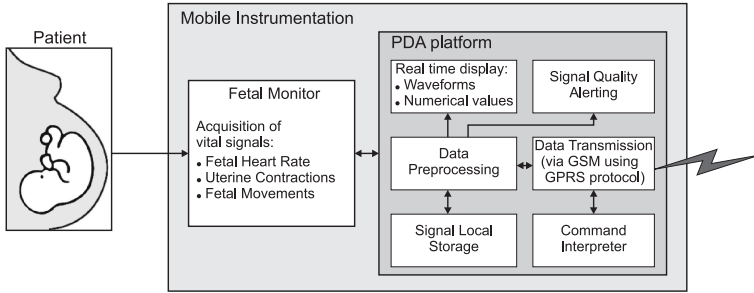 Mobile Instrumentation
Patient
PDA platform
Fetal Monitor
Acquisition of
vital signals:
• Fetal Heart Rate
• Uterine Contractions
• Fetal Movements
Real time display:
• Waveforms
• Numerical values
Signal Quality
Alerting
Data
Preprocessing
Data Transmission
(via GSM using
GPRS protocol)
Signal Local
Storage
Command
Interpreter